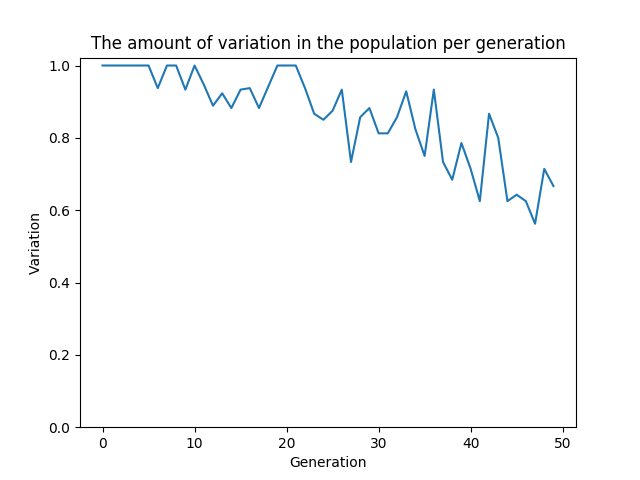 The amount of variation in the population per generation
1.0
0.8
0.6
0.4
0.2
0.0
Variation
0 10 20 30 40 50
Generation